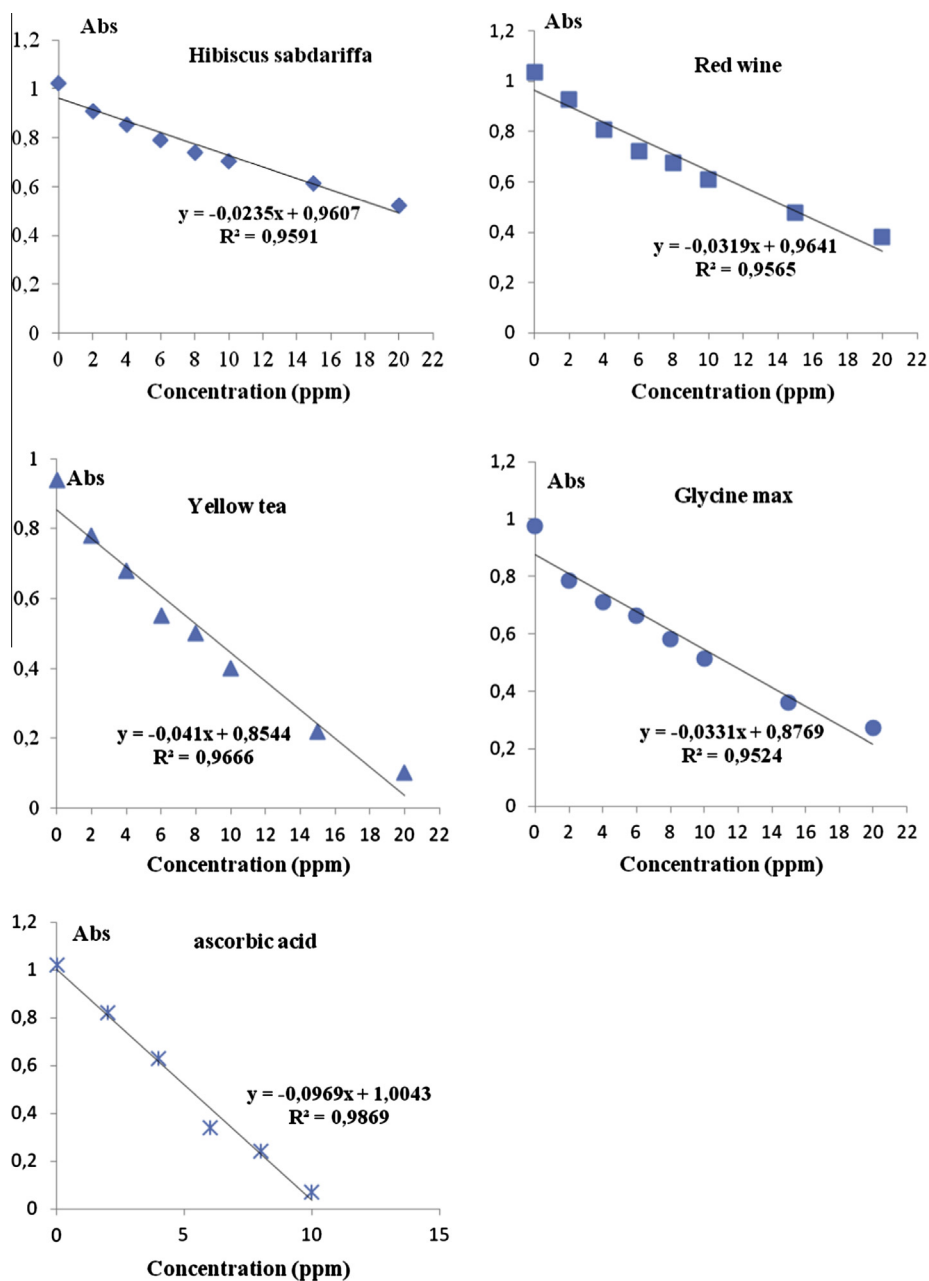 Abs
Hibiscus sabdariffa
1,2
1
0,8
0,6
0,4
0,2
0
y = -0,0235x + 0,9607
R² = 0,9591
0 2 4 6 8 10 12 14 16 18 20 22
Concentration (ppm)
Abs
Red wine
1,2
1
0,8
0,6
0,4
0,2
0
y = -0,0319x + 0,9641
R² = 0,9565
0 2 4 6 8 10 12 14 16 18 20 22
Concentration (ppm)
Abs
Yellow tea
1
0,8
0,6
0,4
0,2
0
y = -0,041x + 0,8544
R² = 0,9666
0 2 4 6 8 10 12 14 16 18 20 22
Concentration (ppm)
Abs
Glycine max
1,2
1
0,8
0,6
0,4
0,2
0
y = -0,0331x + 0,8769
R² = 0,9524
0 2 4 6 8 10 12 14 16 18 20 22
Concentration (ppm)
Abs
ascorbic acid
1,2
1
0,8
0,6
0,4
0,2
0
y = -0,0969x + 1,0043
R² = 0,9869
0 5 10 15
Concentration (ppm)